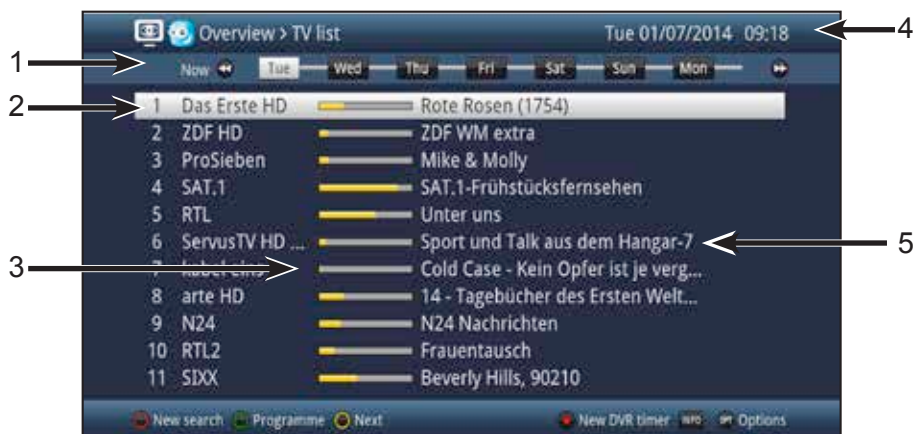 Overview > TV list Tue 01/07/2014 09:18 4
1 Now Tue Wed Thu Fri Sat Sun Mon
2 1 Das Erste HD Rote Rosen (1754)
2 ZDF HD ZDF WM extra
3 ProSieben Mike & Molly
4 SAT.1 SAT.1-Frühstücksfernsehen
5 RTL Unter uns
6 ServusTV HD ... Sport und Talk aus dem Hangar-7 5
3 7 kabel eins Cold Case - Kein Opfer ist je verg...
8 arte HD 14 - Tagebücher des Ersten Welt...
9 N24 N24 Nachrichten
10 RTL2 Frauentausch
11 SIXX Beverly Hills, 90210
New search Programme Next New DVR timer INFO OPT Options